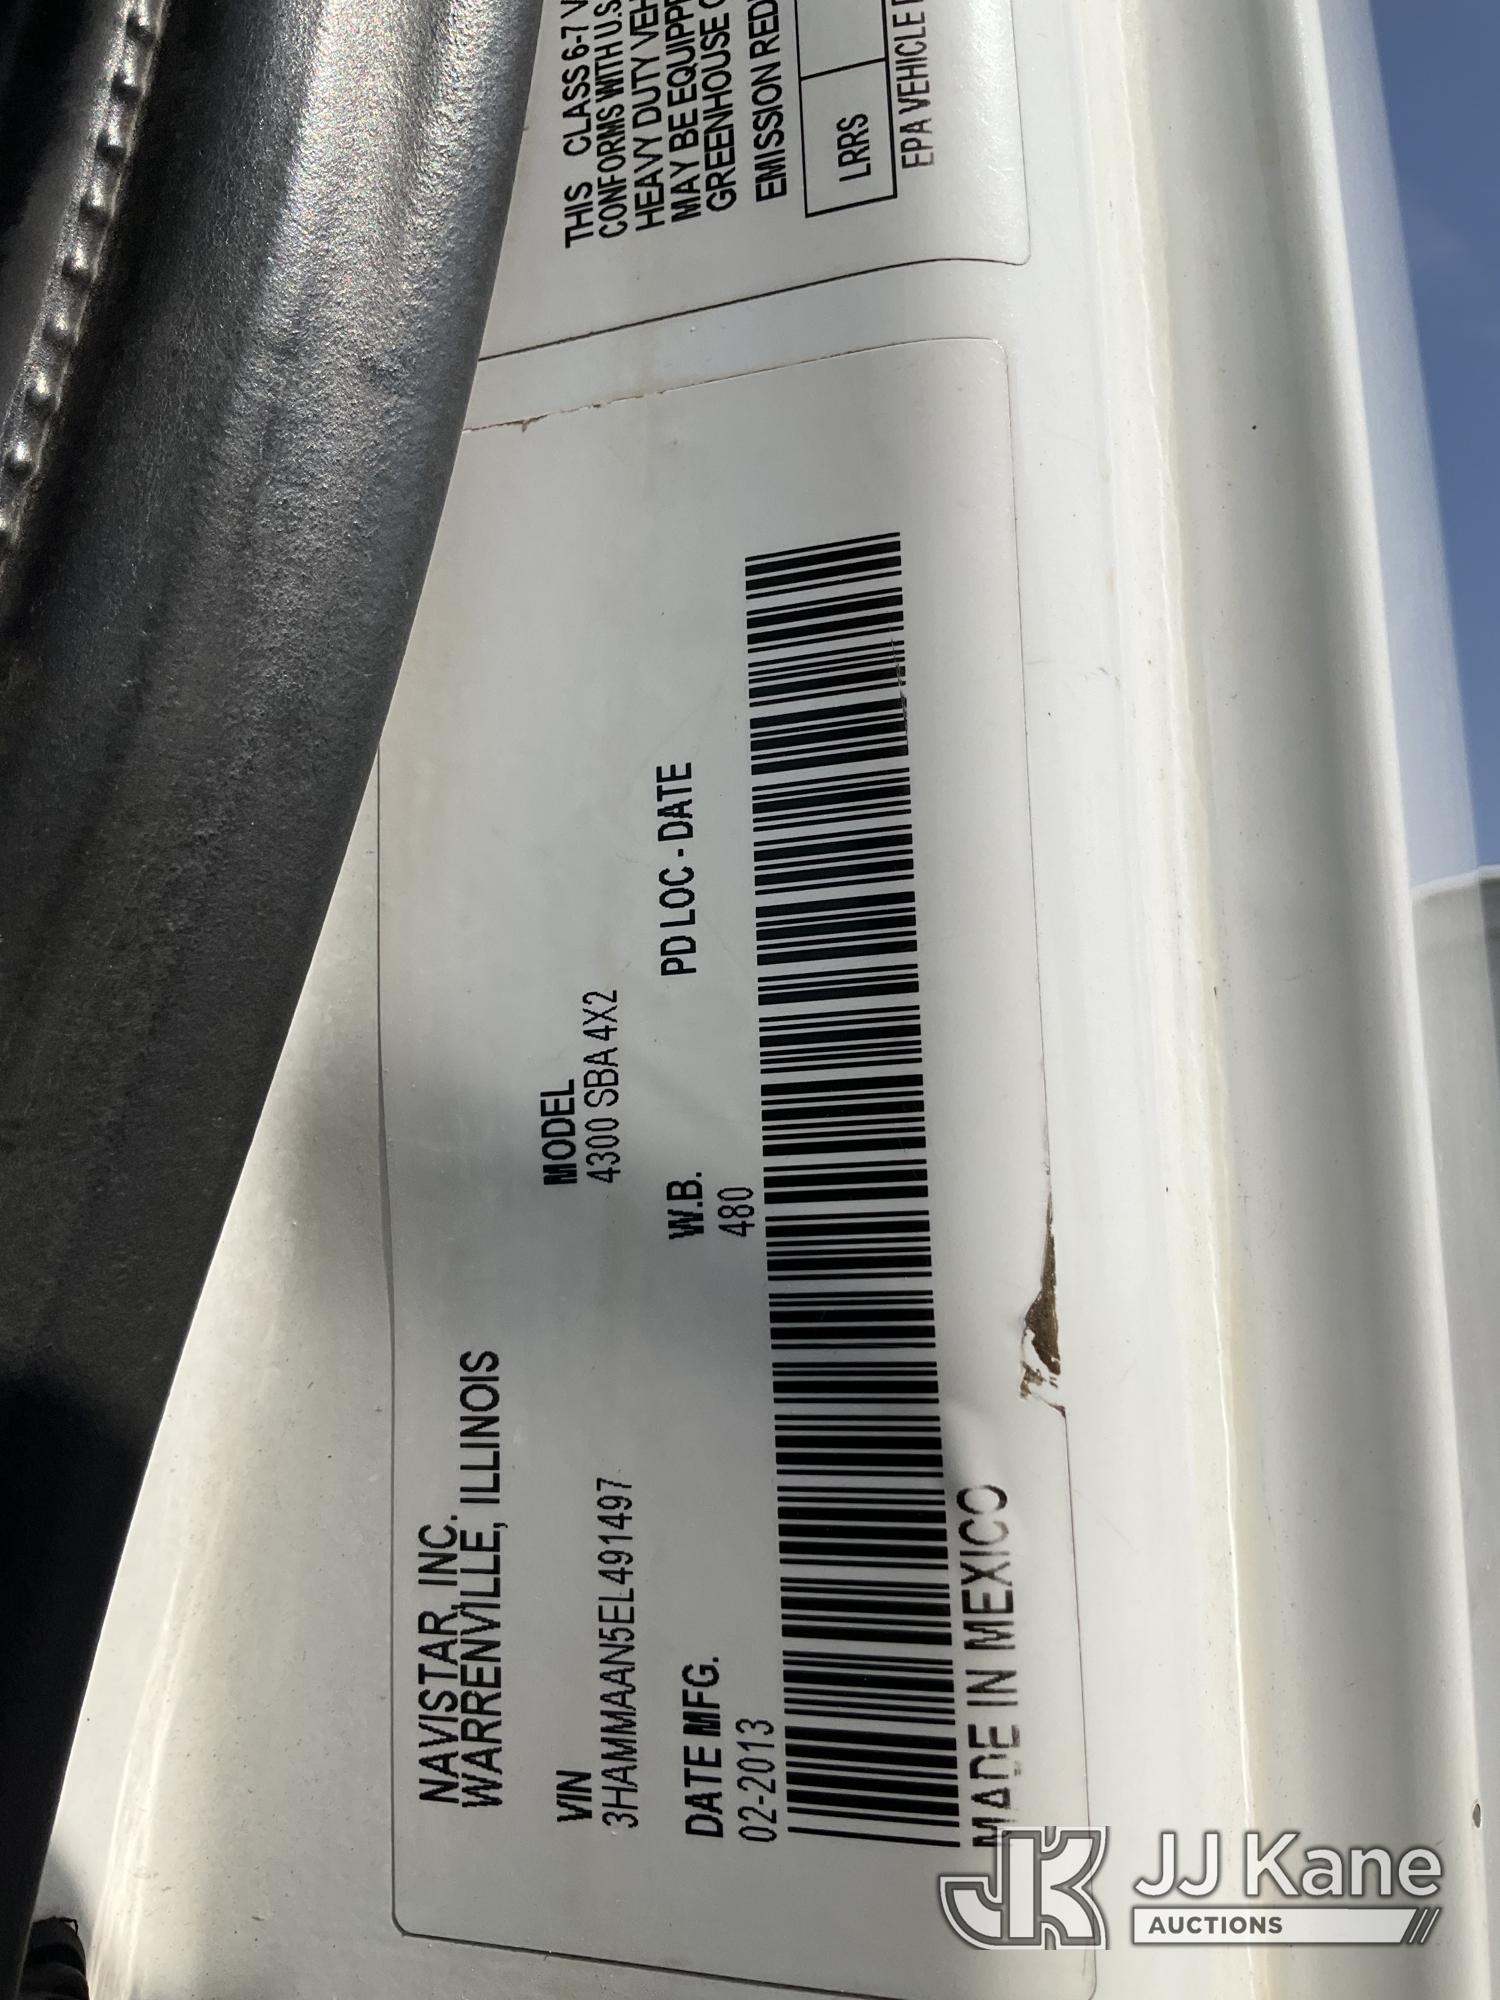 NAVISTAR, INC.
WARRENVILLE, ILLINOIS
VIN
3HAMMAAN5EL491497
MODEL
4300 SBA 4X2
DATE MFG.
02-2013
W.B.
480
PD LOC - DATE
MADE IN MEXICO
THIS CLASS 6-7 V
CONFORMS WITH U.S
HEAVY DUTY VEH
MAY BE EQUIPP
GREENHOUSE
EMISSION RED
LRRS
EPA VEHICLE
JJ Kane
AUCTIONS